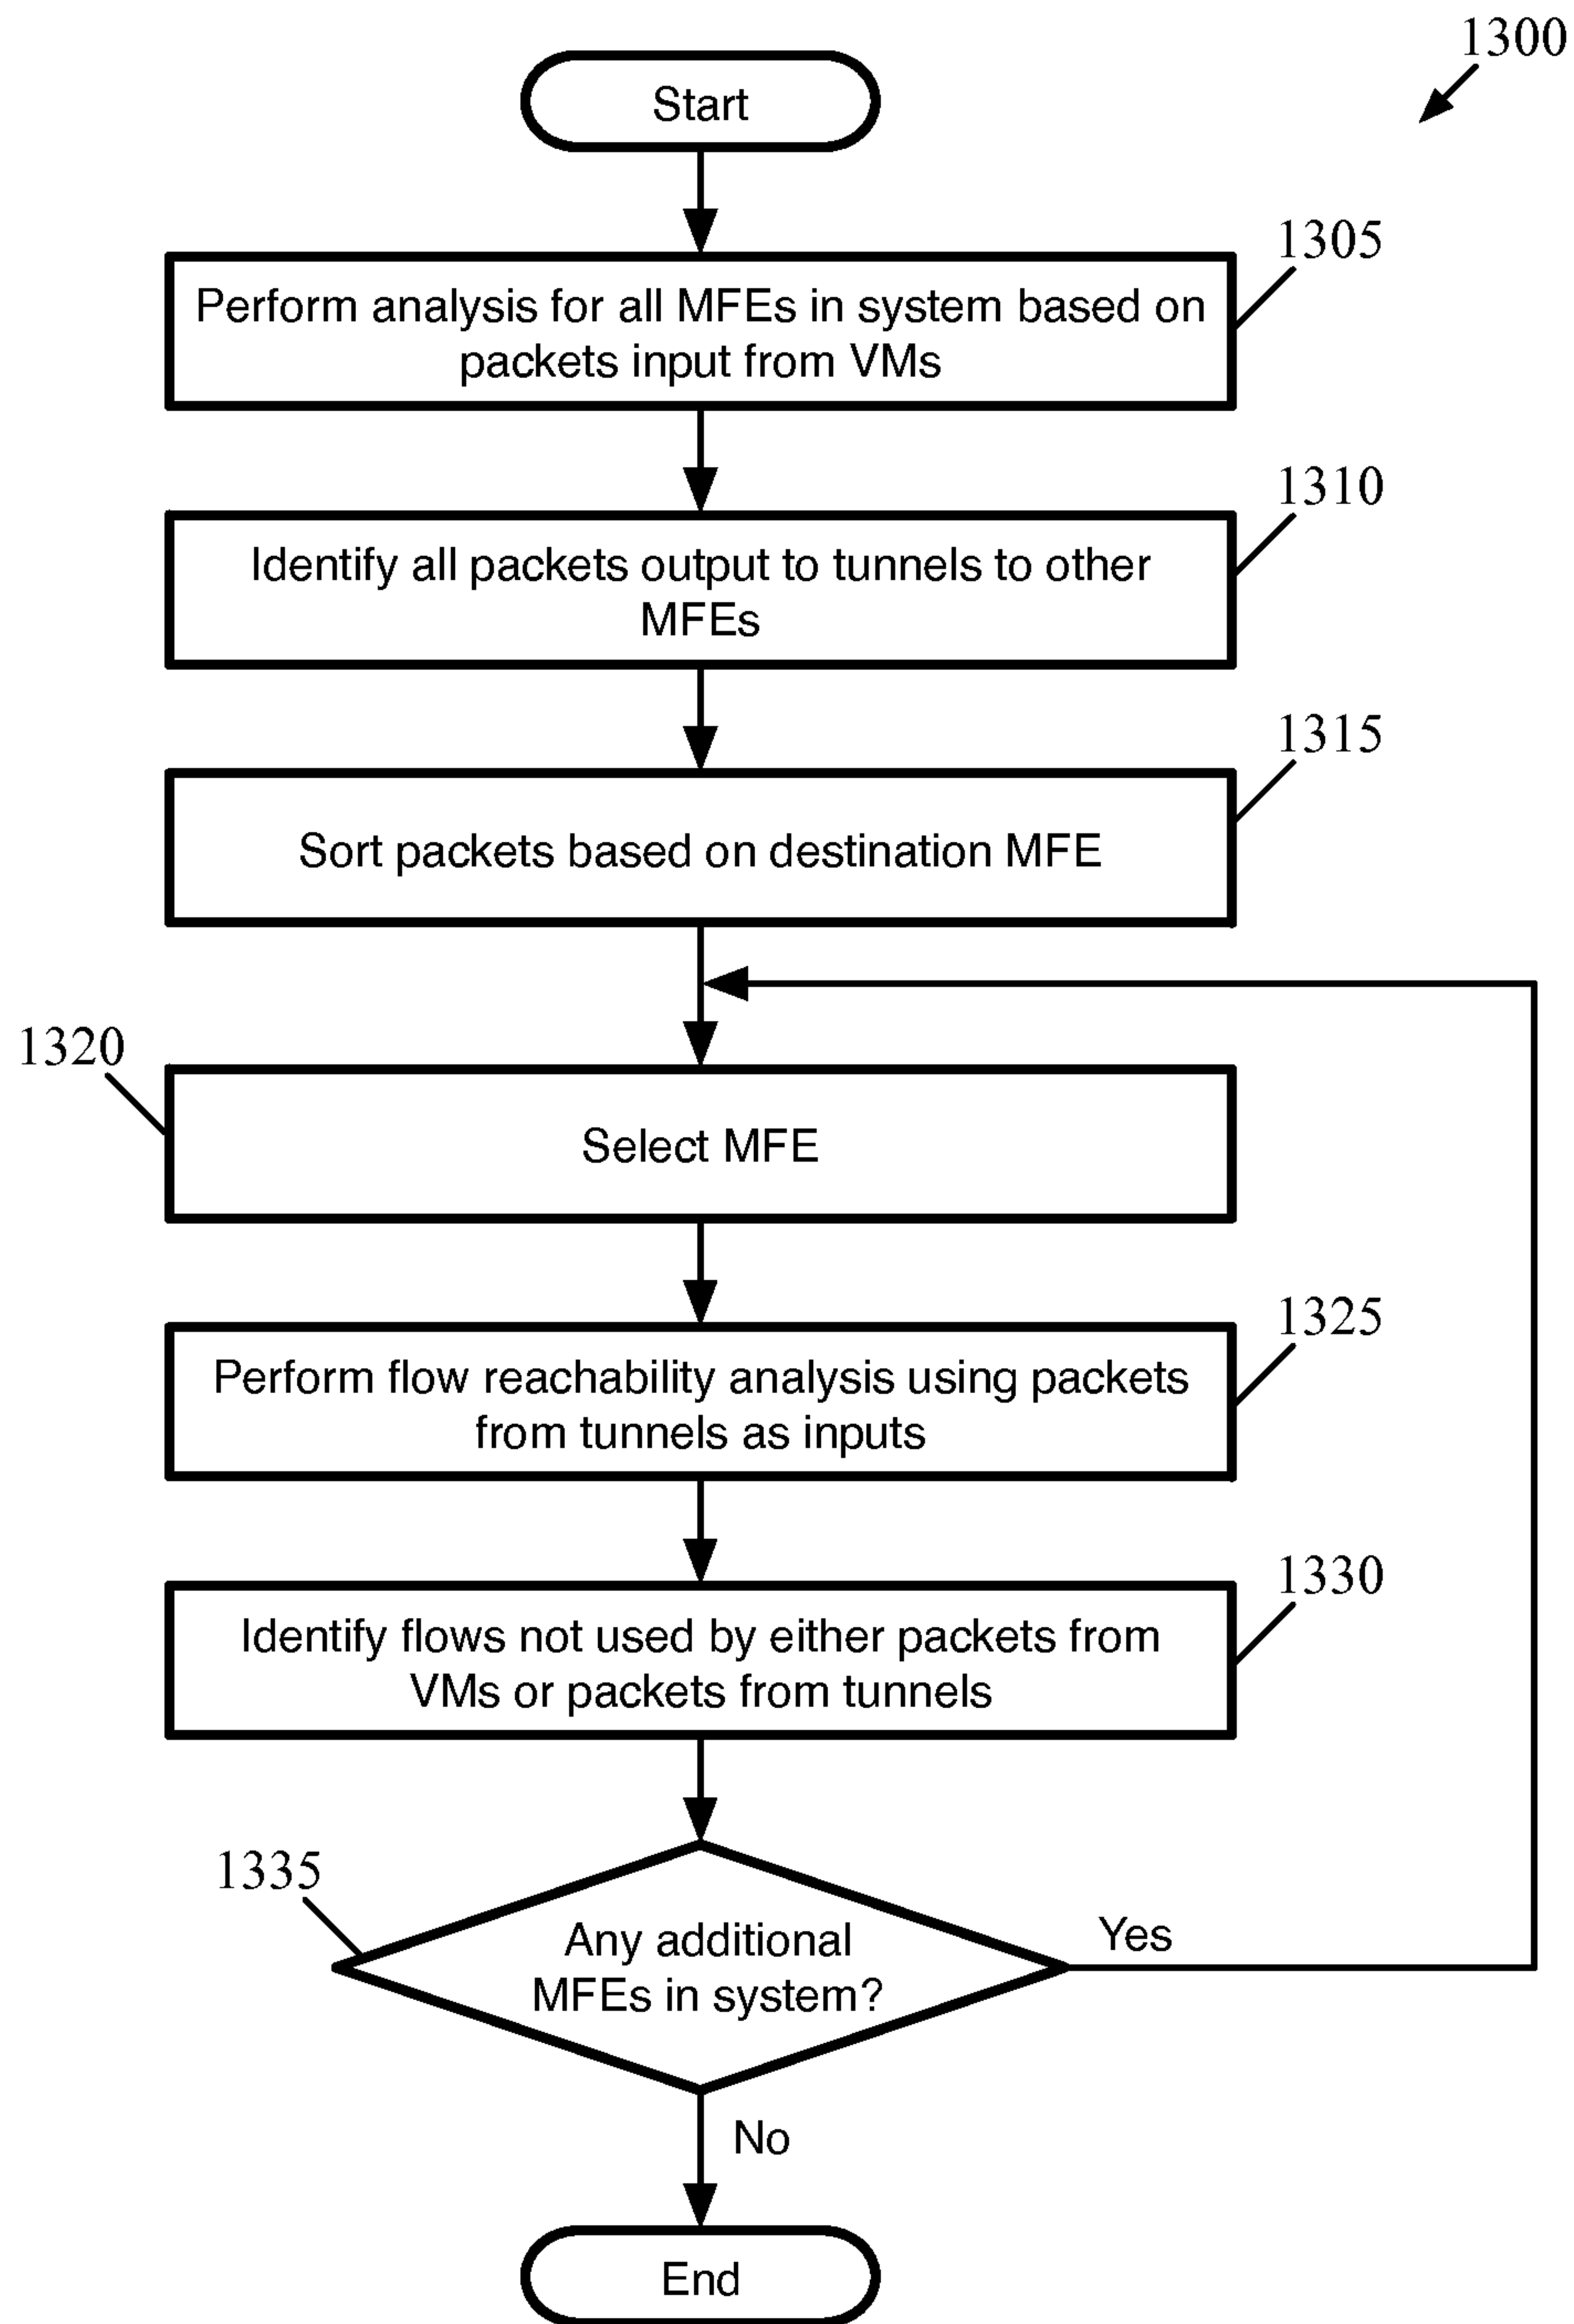 1300
Start
1305
Perform analysis for all MFEs in system based on
packets input from VMs
1310
Identify all packets output to tunnels to other
MFEs
1315
Sort packets based on destination MFE
1320
Select MFE
1325
Perform flow reachability analysis using packets
from tunnels as inputs
1330
Identify flows not used by either packets from
VMs or packets from tunnels
1335
Any additional
MFEs in system?
Yes
No
End